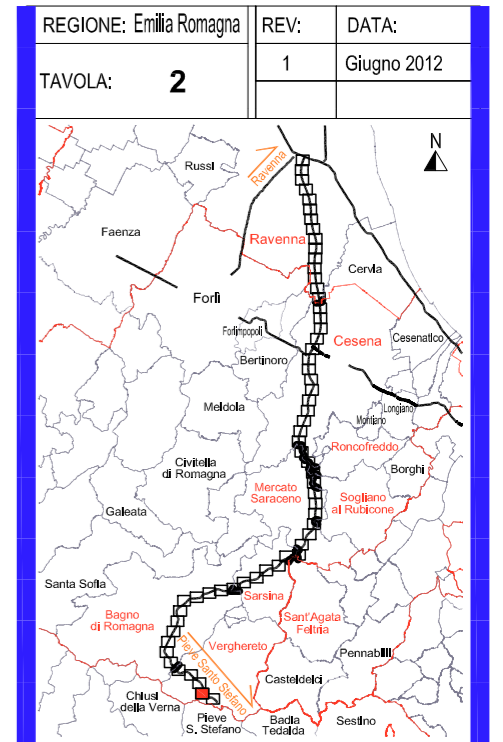 REGIONE: Emilia Romagna
REV:
DATA:
TAVOLA:
2
1
Giugno 2012
N
Ravenna
Russi
Faenza
Ravenna
Cervia
Forlì
Forlimpopoli
Cesena
Cesenatico
Bertinoro
Meldola
Longiano
Montiano
Roncofreddo
Civitella
di Romagna
Borghi
Mercato
Saraceno
Sogliano
al Rubicone
Galeata
Santa Sofia
Sarsina
Bagno
di Romagna
Sant'Agata
Feltria
Verghereto
Pieve Santo Stefano
Pennabilli
Casteldelci
Chiusi
della Verna
Pieve
S. Stefano
Badia
Tedalda
Sestino